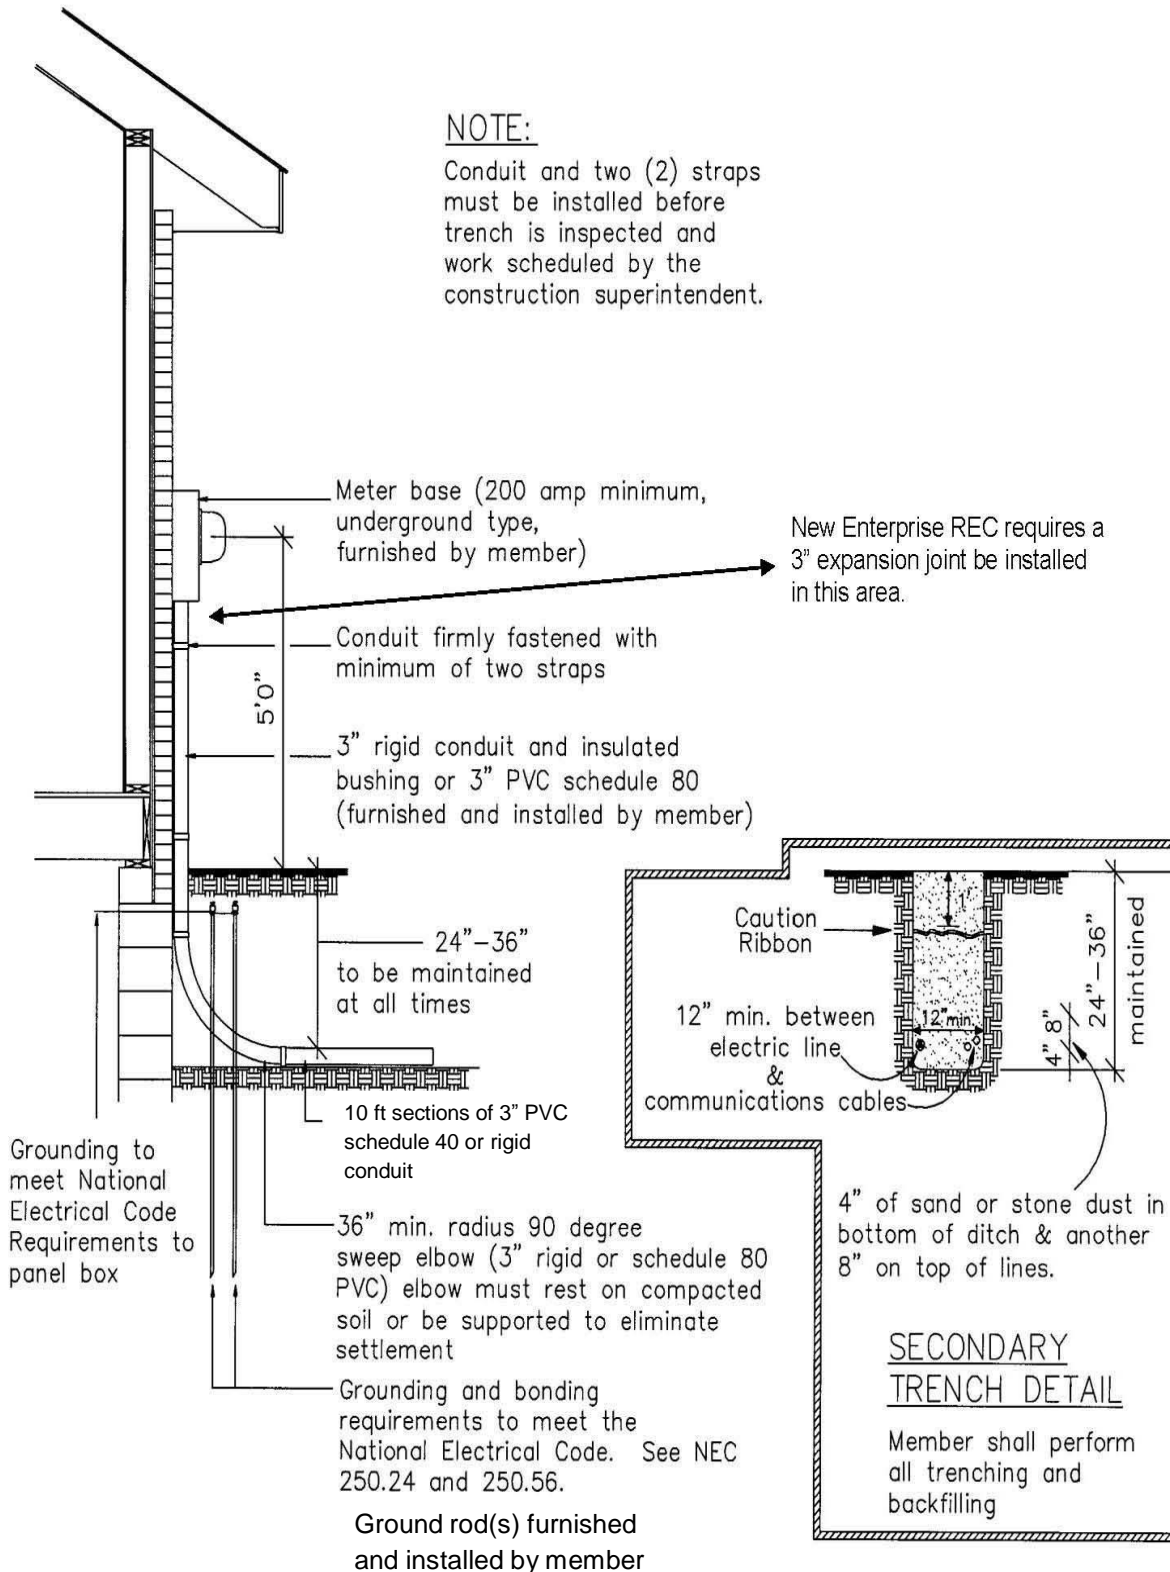 NOTE:
Conduit and two (2) straps
must be installed before
trench is inspected and
work scheduled by the
construction superintendent.
Meter base (200 amp minimum,
underground type,
furnished by member)
New Enterprise REC requires a
3" expansion joint be installed
in this area.
Conduit firmly fastened with
minimum of two straps
5'0"
3" rigid conduit and insulated
bushing or 3" PVC schedule 80
(furnished and installed by member)
24"-36"
to be maintained
at all times
10 ft sections of 3" PVC
schedule 40 or rigid
conduit
Grounding to
meet National
Electrical Code
Requirements to
panel box
36" min. radius 90 degree
sweep elbow (3" rigid or schedule 80
PVC) elbow must rest on compacted
soil or be supported to eliminate
settlement
Grounding and bonding
requirements to meet the
National Electrical Code. See NEC
250.24 and 250.56.
Ground rod(s) furnished
and installed by member
1'
Caution
Ribbon
12" min.
12" min. between
electric line
&
communications cables
4" 8"
24"-36"
maintained
4" of sand or stone dust in
bottom of ditch & another
8" on top of lines.
SECONDARY
TRENCH DETAIL
Member shall perform
all trenching and
backfilling